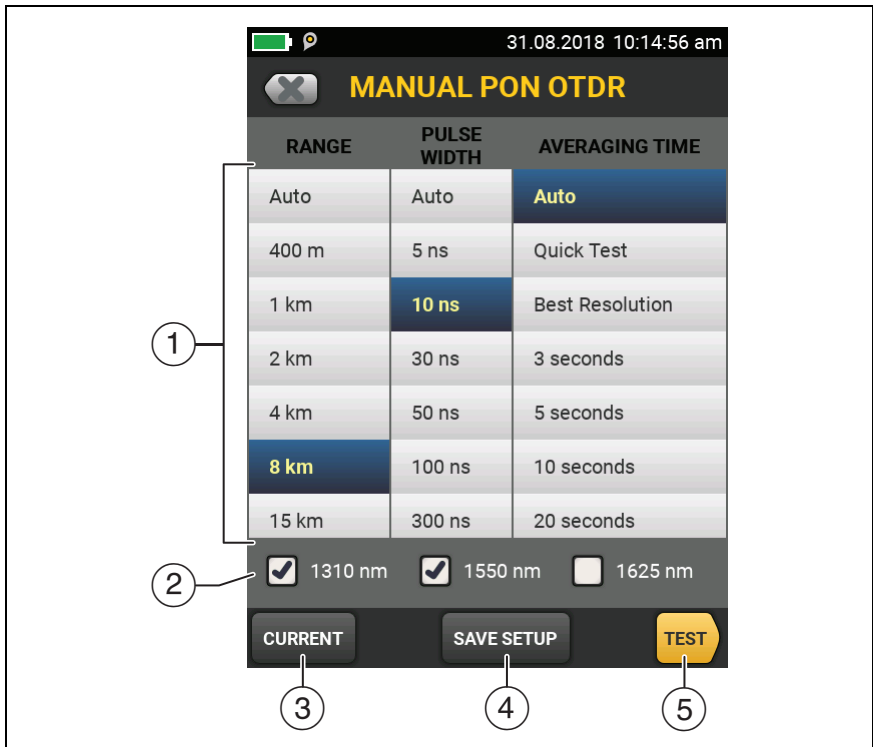 31.08.2018 10:14:56 am
MANUAL PON OTDR
RANGE PULSE WIDTH AVERAGING TIME
Auto Auto Auto
400 m 5 ns Quick Test
1 km 10 ns Best Resolution
2 km 30 ns 3 seconds
4 km 50 ns 5 seconds
8 km 100 ns 10 seconds
15 km 300 ns 20 seconds
1310 nm 1550 nm 1625 nm
CURRENT SAVE SETUP TEST
1
2
3 4 5